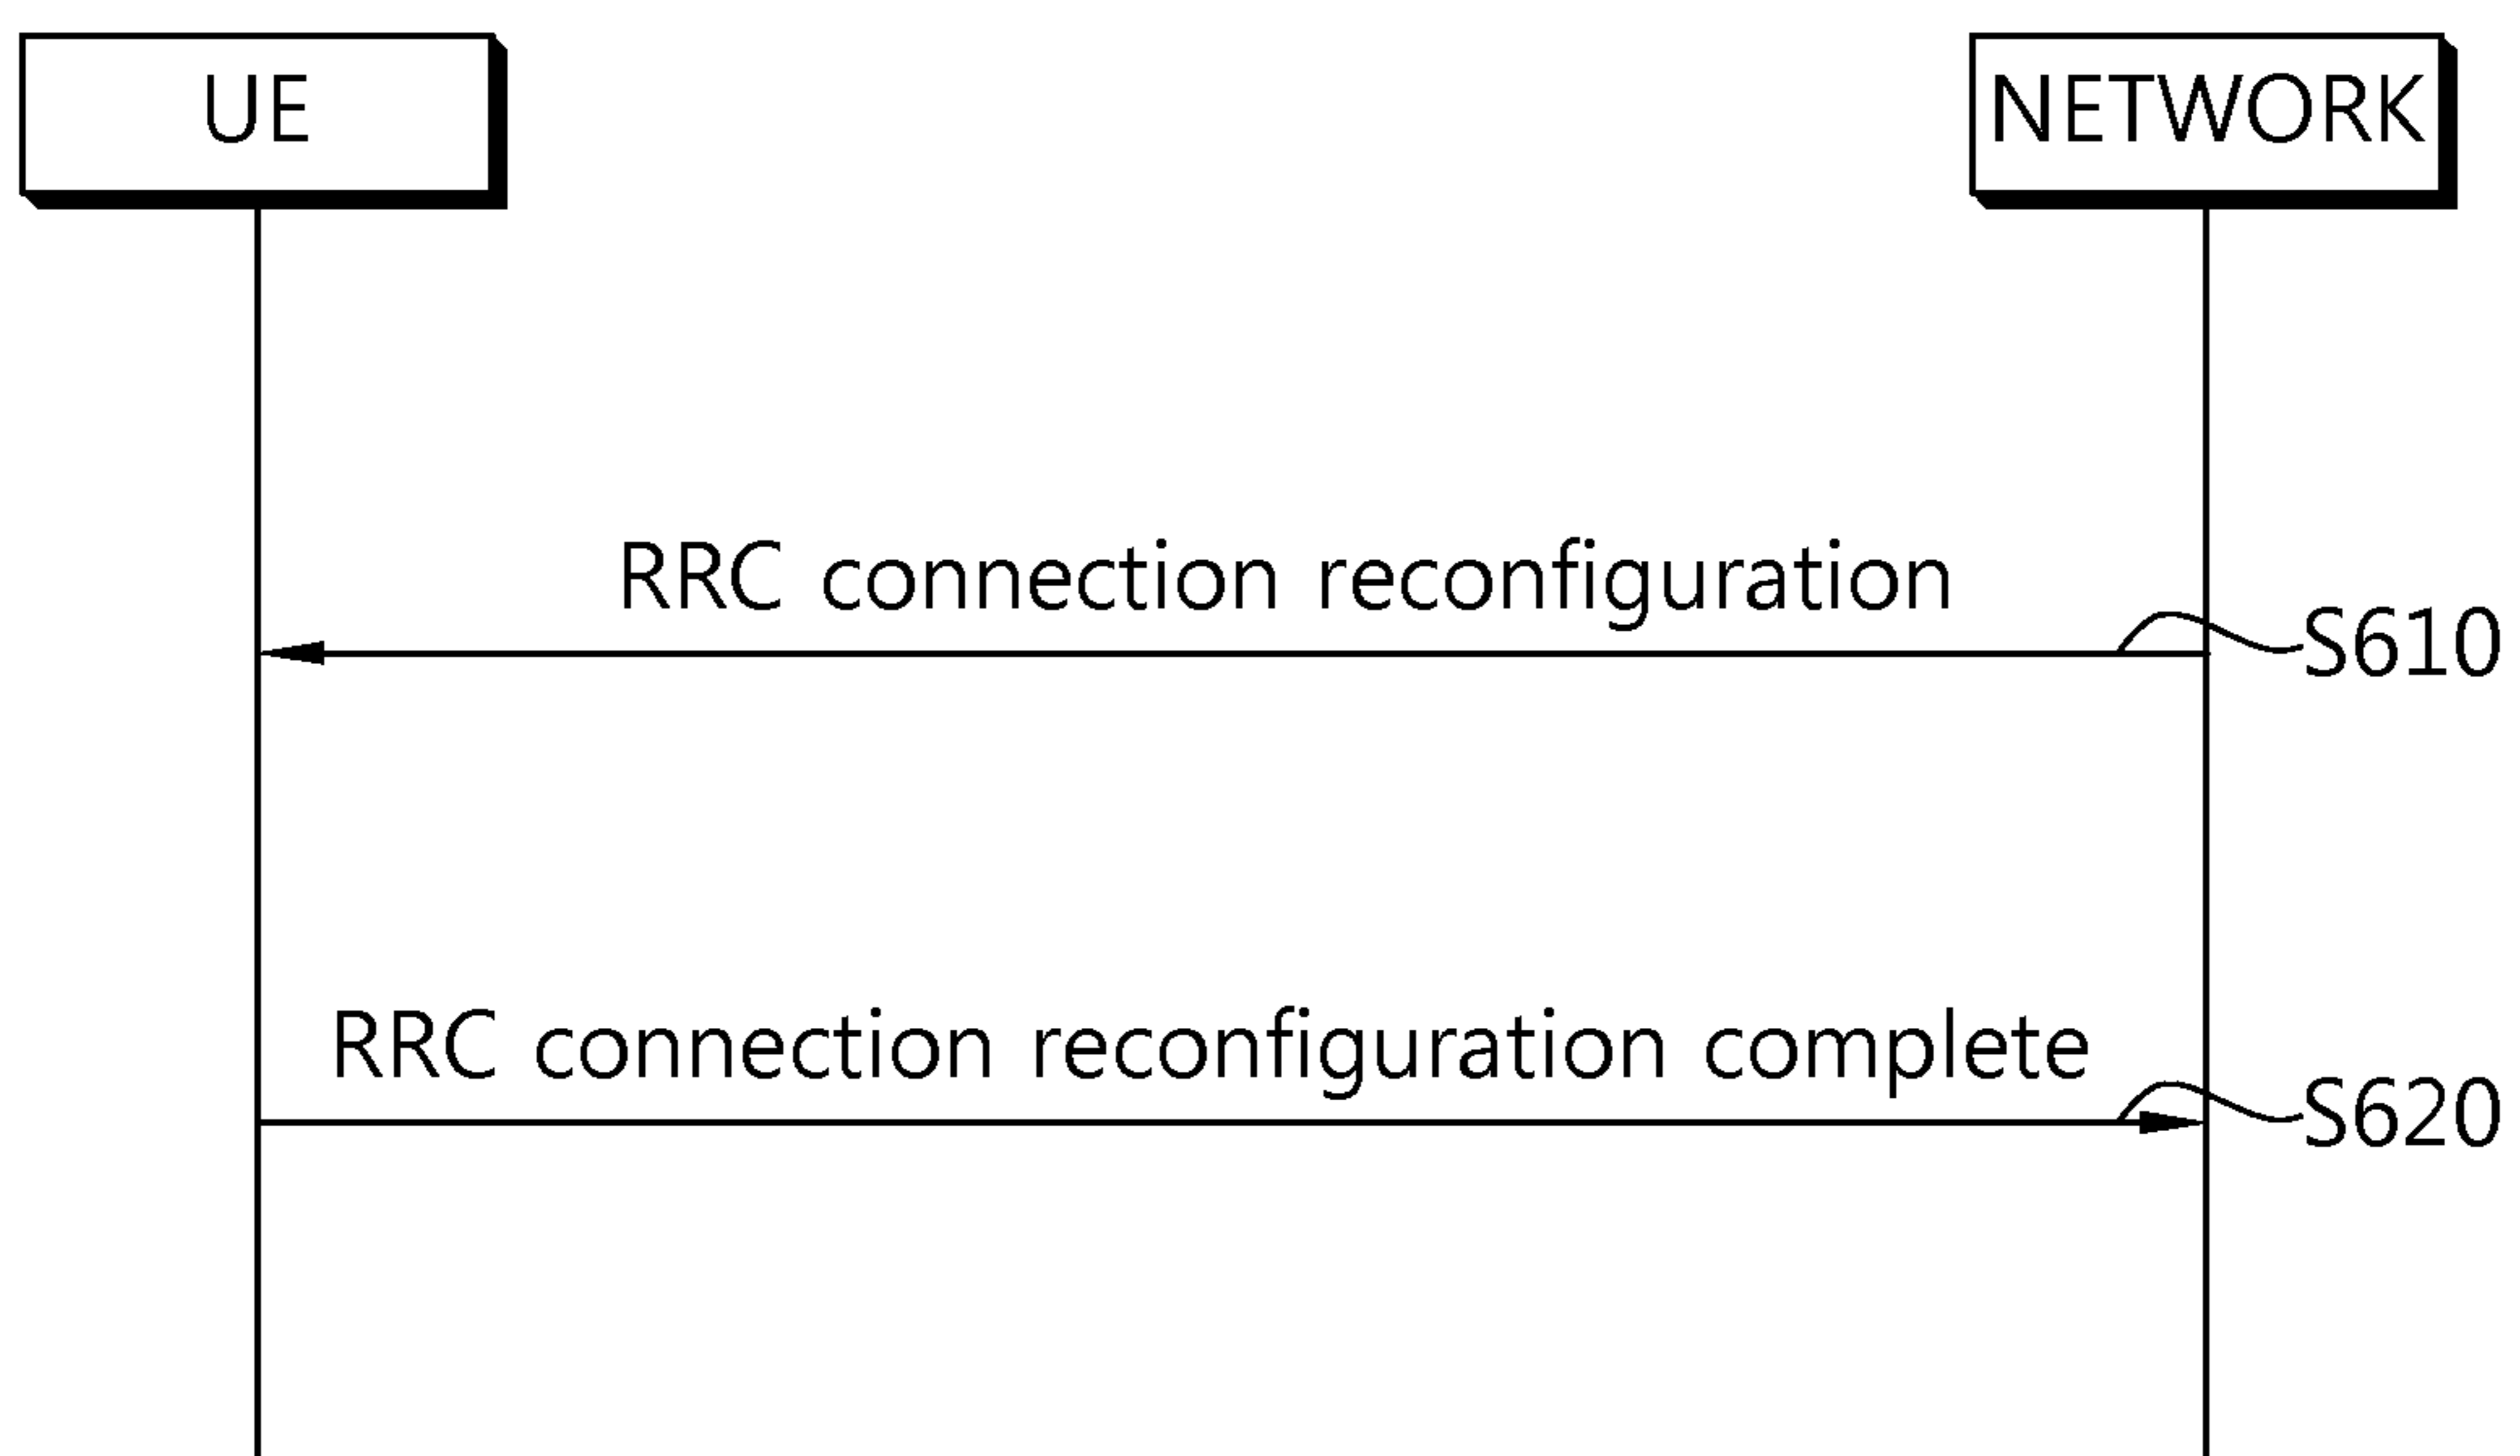 UE
NETWORK
RRC connection reconfiguration
S610
RRC connection reconfiguration complete
S620